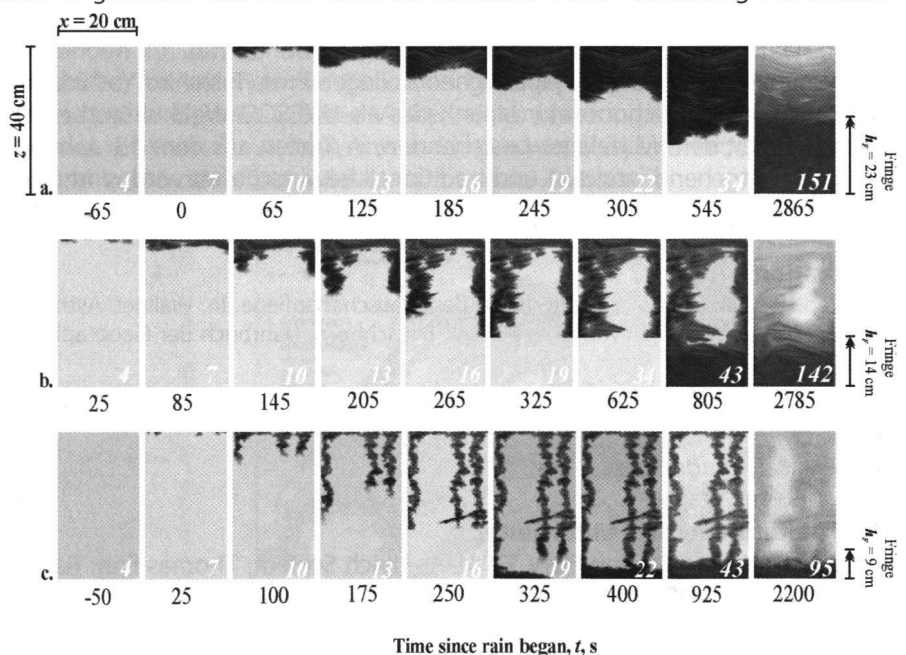 x = 20 cm
z = 40 cm
4 7 10 13 16 19 22 34 151
a.
-65 0 65 125 185 245 305 545 2865
Fringe
h_F = 23 cm
4 7 10 13 16 19 34 43 142
b.
25 85 145 205 265 325 625 805 2785
Fringe
h_F = 14 cm
4 7 10 13 16 19 22 43 95
c.
-50 25 100 175 250 325 400 925 2200
Fringe
h_F = 9 cm
Time since rain began, t, s